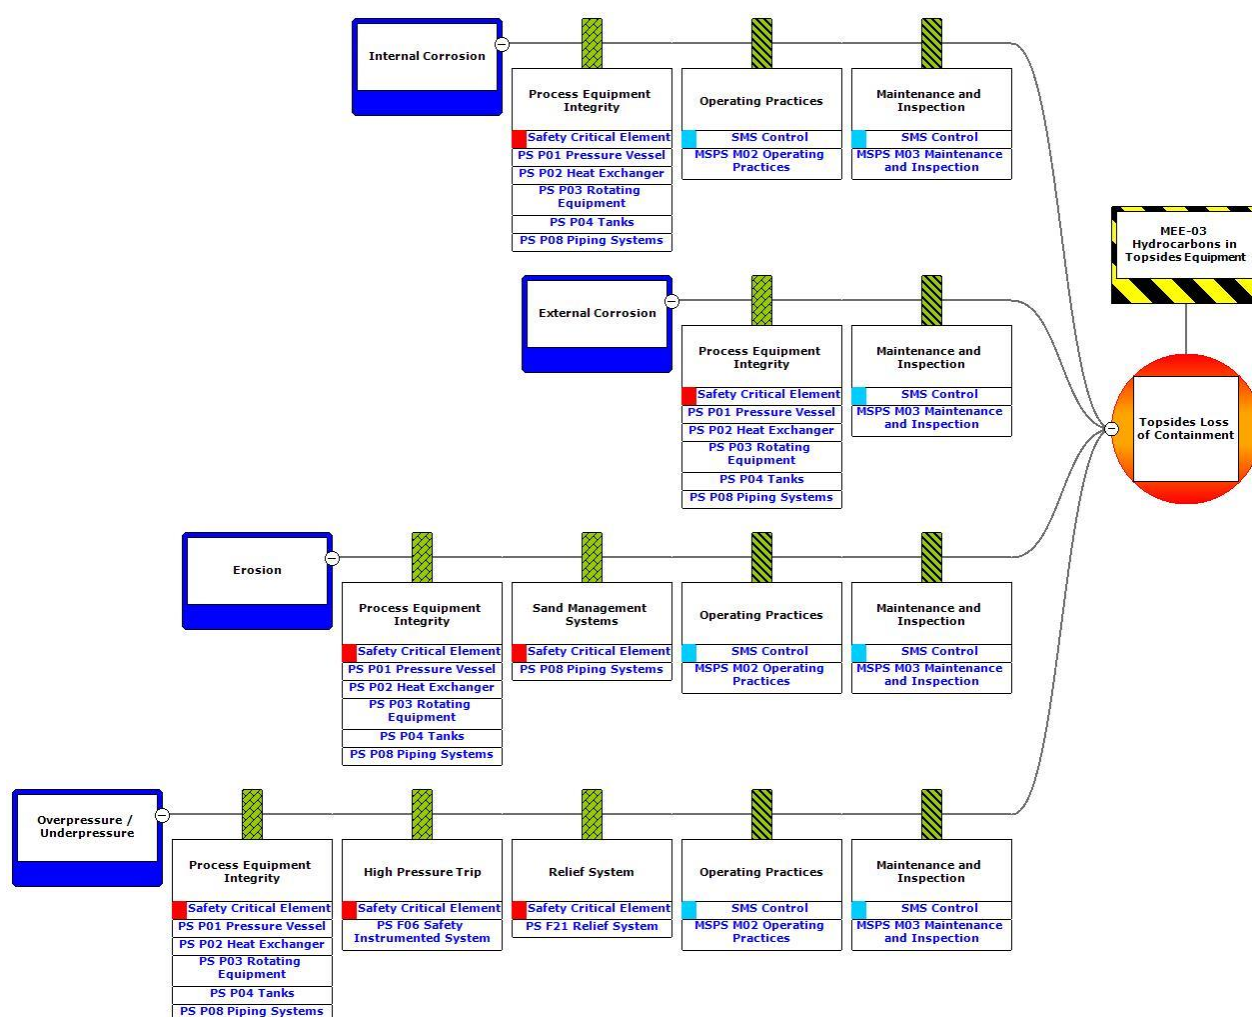 Internal Corrosion
Process Equipment
Integrity
Safety Critical Element
PS P01 Pressure Vessel
PS P02 Heat Exchanger
PS P03 Rotating
Equipment
PS P04 Tanks
PS P08 Piping Systems
Operating Practices
SMS Control
MSPS M02 Operating
Practices
Maintenance and
Inspection
SMS Control
MSPS M03 Maintenance
and Inspection
MEE-03
Hydrocarbons in
Topsides Equipment
Topsides Loss
of Containment
External Corrosion
Process Equipment
Integrity
Safety Critical Element
PS P01 Pressure Vessel
PS P02 Heat Exchanger
PS P03 Rotating
Equipment
PS P04 Tanks
PS P08 Piping Systems
Maintenance and
Inspection
SMS Control
MSPS M03 Maintenance
and Inspection
Erosion
Process Equipment
Integrity
Safety Critical Element
PS P01 Pressure Vessel
PS P02 Heat Exchanger
PS P03 Rotating
Equipment
PS P04 Tanks
PS P08 Piping Systems
Sand Management
Systems
Safety Critical Element
PS P08 Piping Systems
Operating Practices
SMS Control
MSPS M02 Operating
Practices
Maintenance and
Inspection
SMS Control
MSPS M03 Maintenance
and Inspection
Overpressure /
Underpressure
Process Equipment
Integrity
Safety Critical Element
PS P01 Pressure Vessel
PS P02 Heat Exchanger
PS P03 Rotating
Equipment
PS P04 Tanks
PS P08 Piping Systems
High Pressure Trip
Safety Critical Element
PS F06 Safety
Instrumented System
Relief System
Safety Critical Element
PS F21 Relief System
Operating Practices
SMS Control
MSPS M02 Operating
Practices
Maintenance and
Inspection
SMS Control
MSPS M03 Maintenance
and Inspection